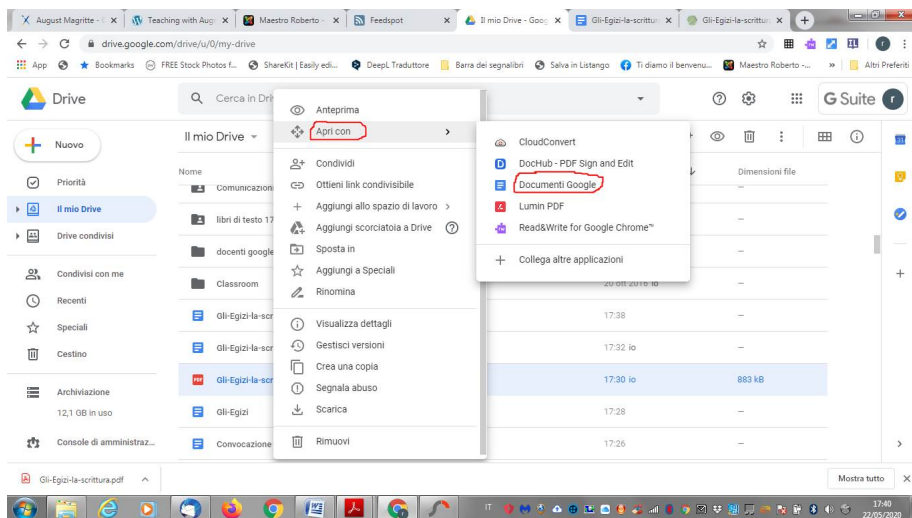 August Magritte -
Teaching with Aug
Maestro Roberto -
Feedspot
Il mio Drive - Goog
Gli-Egizi-la-scrittur
Gli-Egizi-la-scrittur
drive.google.com/drive/u/0/my-drive
App
Bookmarks
FREE Stock Photos f...
ShareKit | Easily edi...
DeepL Traduttore
Barra dei segnalibri
Salva in Listango
Ti diamo il benvenu...
Maestro Roberto -...
»
Altri Preferiti
Drive
Cerca in Dri
G Suite
r
Nuovo
Il mio Drive
Priorità
Il mio Drive
Drive condivisi
Condivisi con me
Recenti
Speciali
Cestino
Archiviazione
12,1 GB in uso
Console di amministraz...
Nome
Dimensioni file
Comunicazioni
–
libri di testo 17
–
docenti google
–
Classroom
20 ott 2016 io
–
Gli-Egizi-la-scr
17:38
–
Gli-Egizi-la-scr
17:32 io
–
PDF
Gli-Egizi-la-scr
17:30 io
883 kB
Gli-Egizi
17:28
–
Convocazione
17:26
–
Anteprima
Apri con
Condividi
Ottieni link condivisibile
Aggiungi allo spazio di lavoro
Aggiungi scorciatoia a Drive
Sposta in
Aggiungi a Speciali
Rinomina
Visualizza dettagli
Gestisci versioni
Crea una copia
Segnala abuso
Scarica
Rimuovi
CloudConvert
DocHub - PDF Sign and Edit
Documenti Google
Lumin PDF
Read&Write for Google Chrome™
Collega altre applicazioni
31
Gli-Egizi-la-scrittura.pdf
Mostra tutto
IT
17:40
22/05/2020